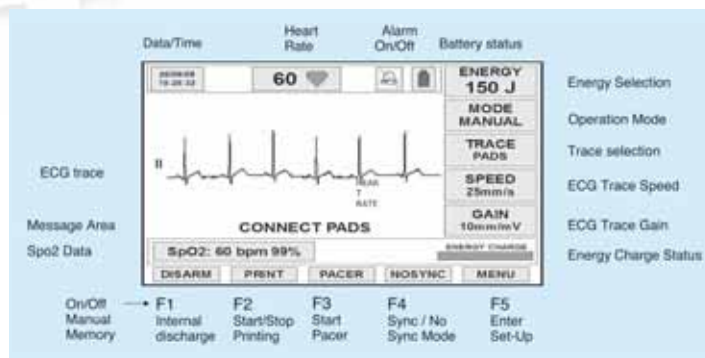 Data/Time
Heart Rate
Alarm On/Off
Battery status
60
ENERGY
150 J
Energy Selection
MODE
MANUAL
Operation Mode
TRACE
PADS
Trace selection
II
ECG trace
SPEED
25mm/s
ECG Trace Speed
T
RATE
GAIN
10mm/mV
ECG Trace Gain
Message Area
CONNECT PADS
Spo2 Data
SpO2: 60 bpm 99%
ENERGY CHARGE
Energy Charge Status
DISARM PRINT PACER NOSYNC MENU
On/Off
Manual
Memory
F1
Internal
discharge
F2
Start/Stop
Printing
F3
Start
Pacer
F4
Sync / No
Sync Mode
F5
Enter
Set-Up